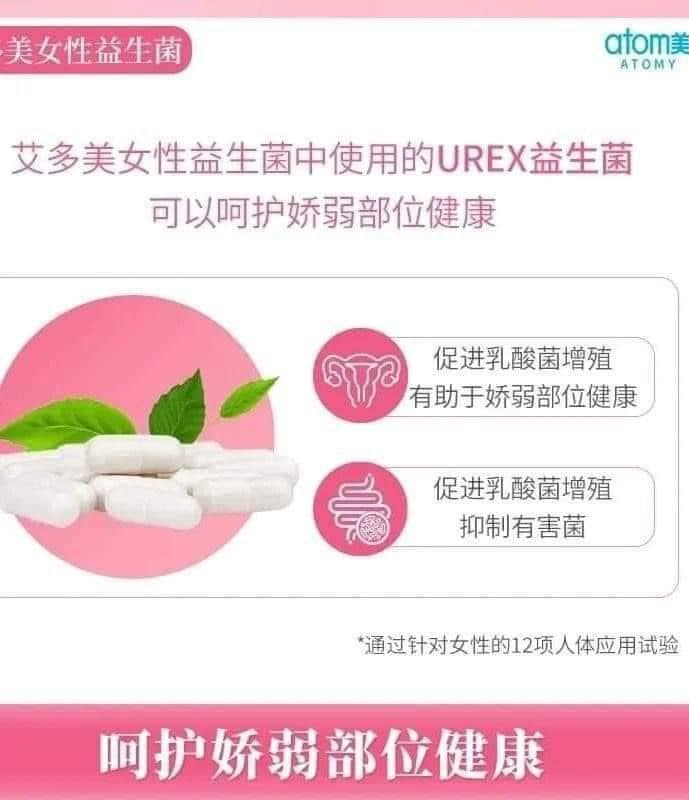 美女性益生菌
atom美
ATOMY
艾多美女性益生菌中使用的UREX益生菌
可以呵护娇弱部位健康
促进乳酸菌增殖
有助于娇弱部位健康
促进乳酸菌增殖
抑制有害菌
*通过针对女性的12项人体应用试验
呵护娇弱部位健康